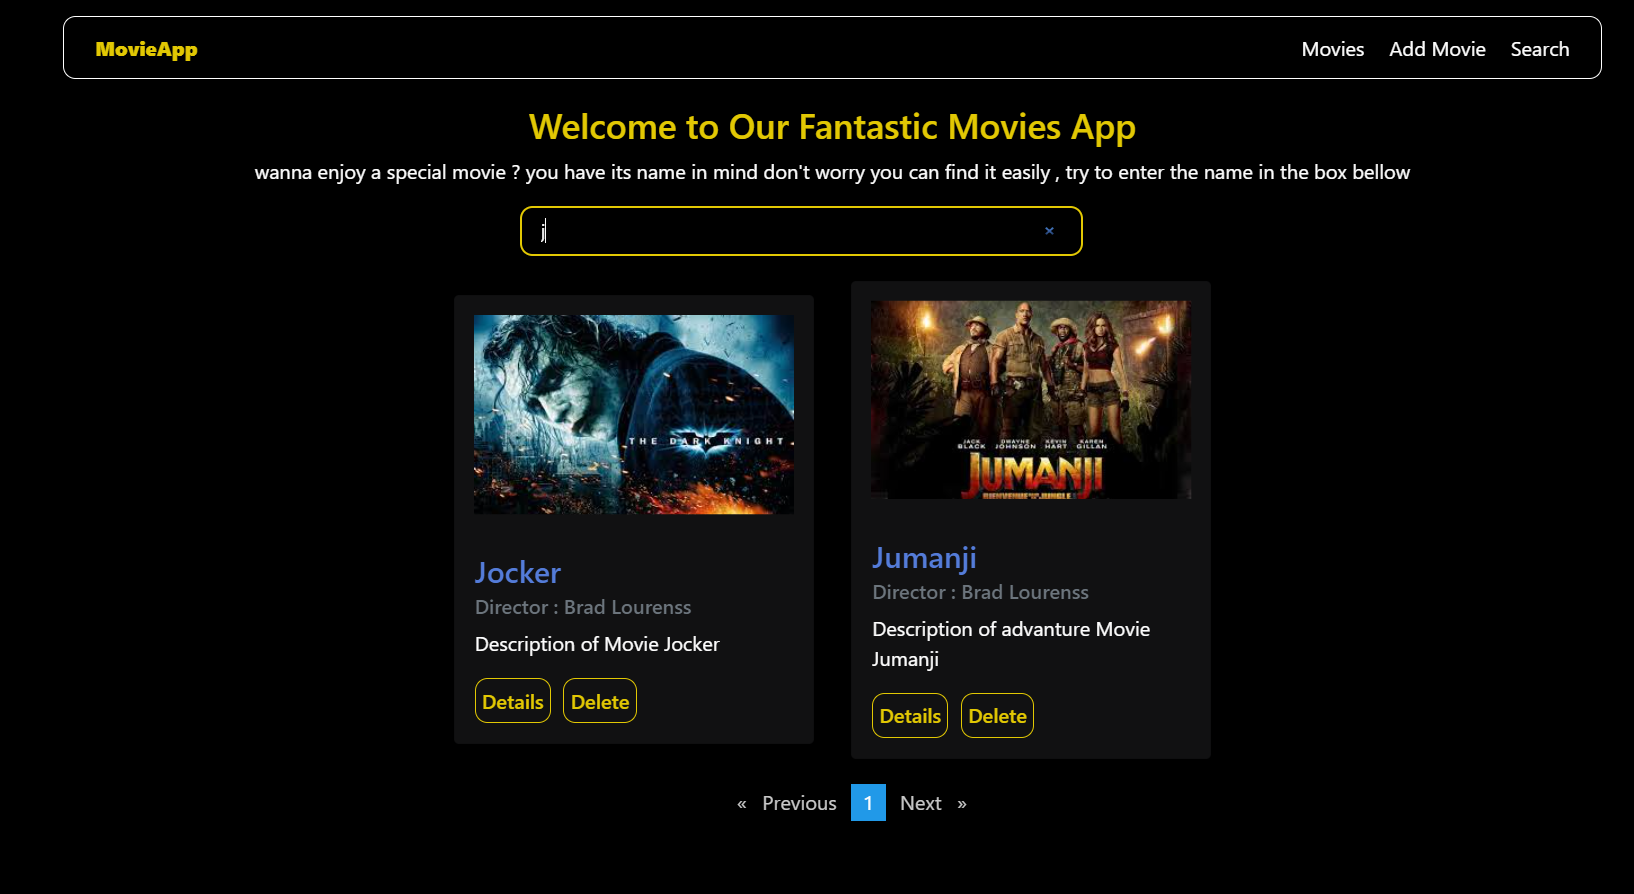 MovieApp
Movies Add Movie Search
Welcome to Our Fantastic Movies App
wanna enjoy a special movie ? you have its name in mind don't worry you can find it easily , try to enter the name in the box bellow
j ×
THE DARK KNIGHT
Jocker
Director : Brad Lourenss
Description of Movie Jocker
Details Delete
JACK BLACK DWAYNE JOHNSON KEVIN HART KAREN GILLAN
JUMANJI
BIENVENUE DANS LA JUNGLE
Jumanji
Director : Brad Lourenss
Description of advanture Movie
Jumanji
Details Delete
« Previous 1 Next »